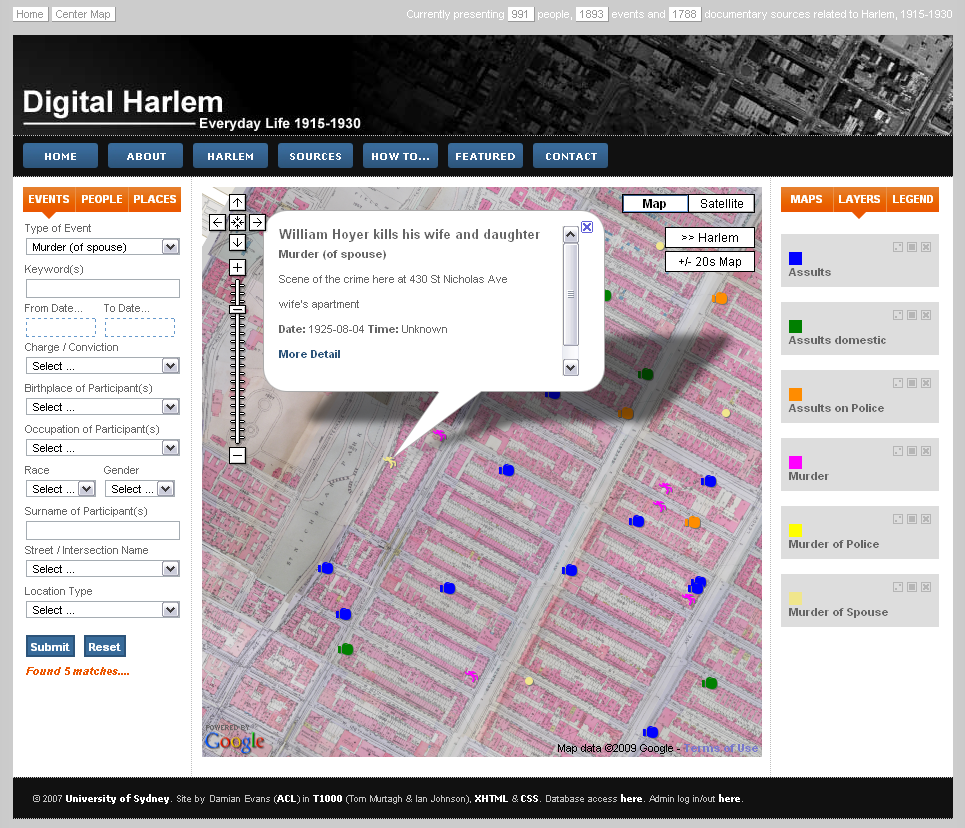 Home Center Map Currently presenting 991 people, 1893 events and 1788 documentary sources related to Harlem, 1915-1930
Digital Harlem
Everyday Life 1915-1930
HOME ABOUT HARLEM SOURCES HOW TO... FEATURED CONTACT
EVENTS PEOPLE PLACES
Type of Event
Murder (of spouse)
Keyword(s)
From Date... To Date...
Charge / Conviction
Select ...
Birthplace of Participant(s)
Select ...
Occupation of Participant(s)
Select ...
Race Gender
Select ... Select ...
Surname of Participant(s)
Street / Intersection Name
Select ...
Location Type
Select ...
Submit Reset
Found 5 matches....
Map Satellite
>> Harlem
+/- 20s Map
William Hoyer kills his wife and daughter
Murder (of spouse)
Scene of the crime here at 430 St Nicholas Ave
wife's apartment
Date: 1925-08-04 Time: Unknown
More Detail
POWERED BY
Google
Map data ©2009 Google - Terms of Use
MAPS LAYERS LEGEND
Assults
Assults domestic
Assults on Police
Murder
Murder of Police
Murder of Spouse
© 2007 University of Sydney. Site by Damian Evans (ACL) in T1000 (Tom Murtagh & Ian Johnson), XHTML & CSS. Database access here. Admin log in/out here.